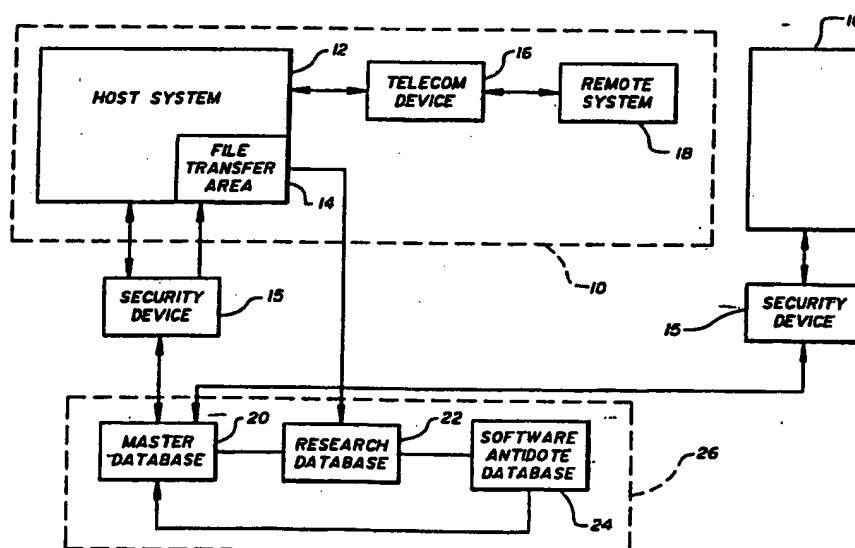 12
HOST SYSTEM
16
TELECOM
DEVICE
REMOTE
SYSTEM
18
FILE
TRANSFER
AREA
14
10
SECURITY
DEVICE
15
SECURITY
DEVICE
15
MASTER
DATABASE
20
RESEARCH
DATABASE
22
SOFTWARE
ANTIDOTE
DATABASE
24
26